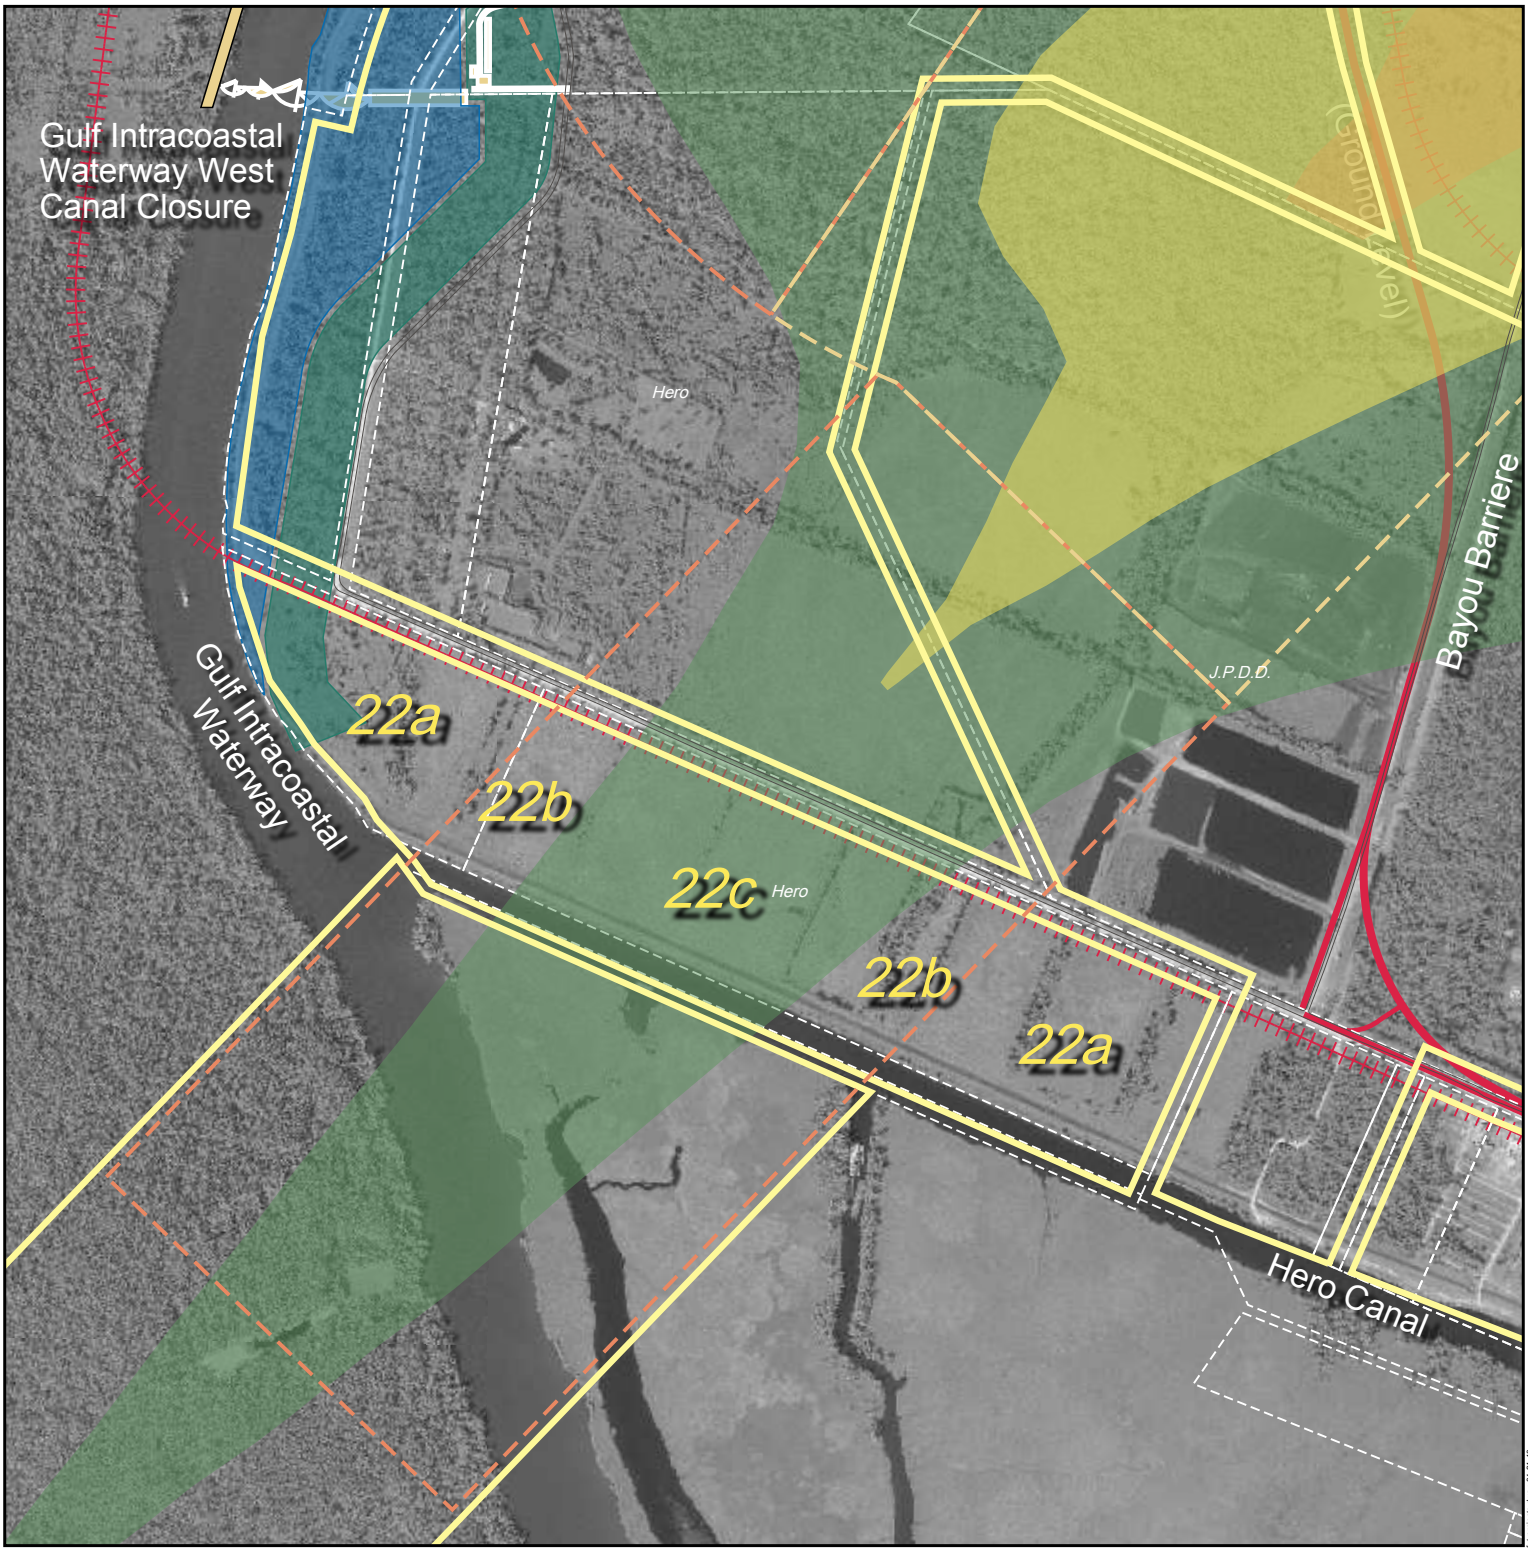 Gulf Intracoastal
Waterway West
Canal Closure
(Ground Level)
Hero
Bayou Barriere
J.P.D.D.
Gulf Intracoastal
Waterway
22a
22b
22c
Hero
22b
22a
Hero Canal